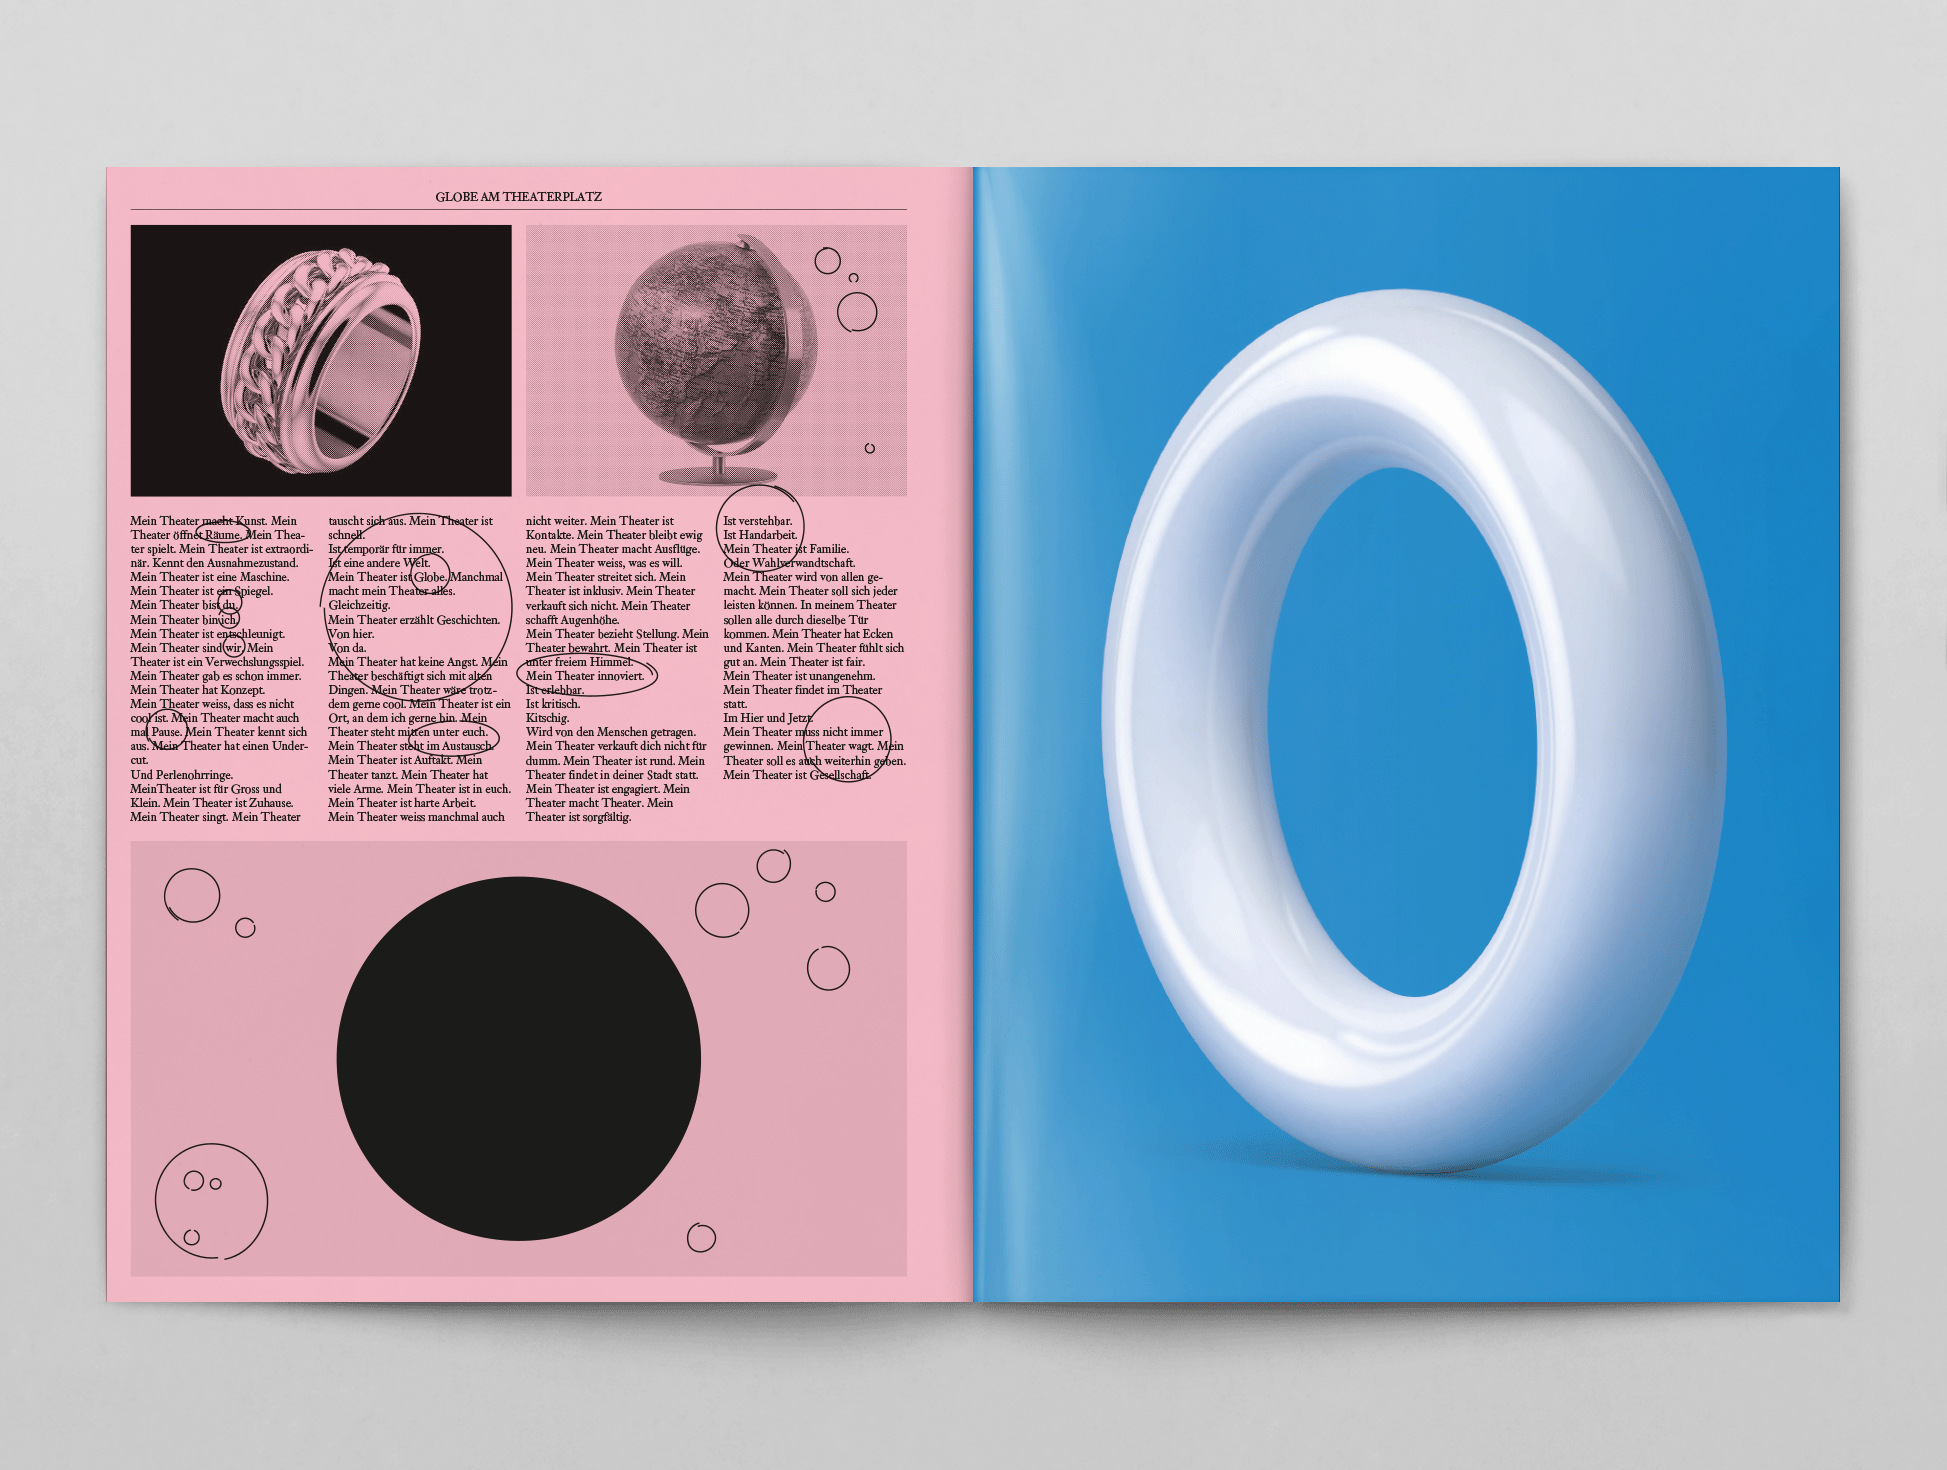 GLOBE AM THEATERPLATZ
Mein Theater macht Kunst. Mein
Theater öffnet Räume. Mein Thea-
ter spielt. Mein Theater ist extraordi-
när. Kennt den Ausnahmezustand.
Mein Theater ist eine Maschine.
Mein Theater ist ein Spiegel.
Mein Theater bist du.
Mein Theater bin ich.
Mein Theater ist entschleunigt.
Mein Theater sind wir. Mein
Theater ist ein Verwechslungsspiel.
Mein Theater gab es schon immer.
Mein Theater hat Konzept.
Mein Theater weiss, dass es nicht
cool ist. Mein Theater macht auch
mal Pause. Mein Theater kennt sich
aus. Mein Theater hat einen Under-
cut.
Und Perlenohrringe.
MeinTheater ist für Gross und
Klein. Mein Theater ist Zuhause.
Mein Theater singt. Mein Theater
tauscht sich aus. Mein Theater ist
schnell.
Ist temporär für immer.
Ist eine andere Welt.
Mein Theater ist Globe. Manchmal
macht mein Theater alles.
Gleichzeitig.
Mein Theater erzählt Geschichten.
Von hier.
Von da.
Mein Theater hat keine Angst. Mein
Theater beschäftigt sich mit alten
Dingen. Mein Theater wäre trotz-
dem gerne cool. Mein Theater ist ein
Ort, an dem ich gerne bin. Mein
Theater steht mitten unter euch.
Mein Theater steht im Austausch.
Mein Theater ist Auftakt. Mein
Theater tanzt. Mein Theater hat
viele Arme. Mein Theater ist in euch.
Mein Theater ist harte Arbeit.
Mein Theater weiss manchmal auch
nicht weiter. Mein Theater ist
Kontakte. Mein Theater bleibt ewig
neu. Mein Theater macht Ausflüge.
Mein Theater weiss, was es will.
Mein Theater streitet sich. Mein
Theater ist inklusiv. Mein Theater
verkauft sich nicht. Mein Theater
schafft Augenhöhe.
Mein Theater bezieht Stellung. Mein
Theater bewahrt. Mein Theater ist
unter freiem Himmel.
Mein Theater innoviert.
Ist erlebbar.
Ist kritisch.
Kitschig.
Wird von den Menschen getragen.
Mein Theater verkauft dich nicht für
dumm. Mein Theater ist rund. Mein
Theater findet in deiner Stadt statt.
Mein Theater ist engagiert. Mein
Theater macht Theater. Mein
Theater ist sorgfältig.
Ist verstehbar.
Ist Handarbeit.
Mein Theater ist Familie.
Oder Wahlverwandtschaft.
Mein Theater wird von allen ge-
macht. Mein Theater soll sich jeder
leisten können. In meinem Theater
sollen alle durch dieselbe Tür
kommen. Mein Theater hat Ecken
und Kanten. Mein Theater fühlt sich
gut an. Mein Theater ist fair.
Mein Theater ist unangenehm.
Mein Theater findet im Theater
statt.
Im Hier und Jetzt.
Mein Theater muss nicht immer
gewinnen. Mein Theater wagt. Mein
Theater soll es auch weiterhin geben.
Mein Theater ist Gesellschaft.